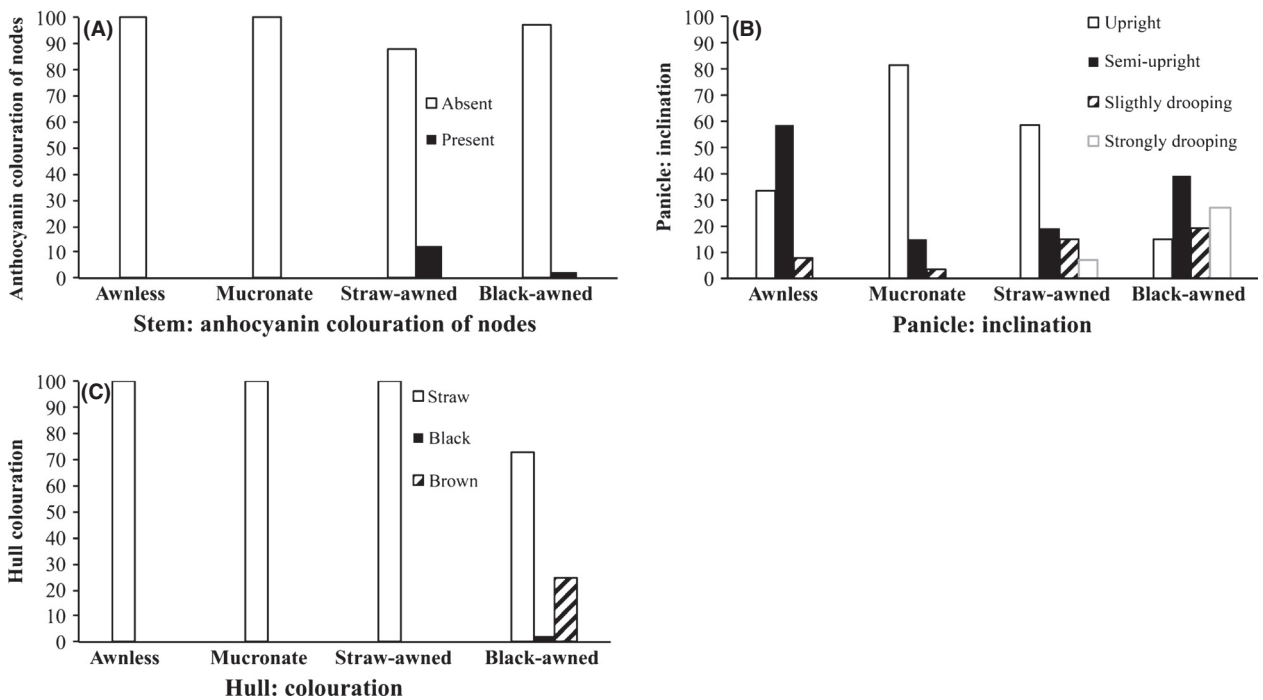 (A)
Anthocyanin colouration of nodes
100
90
80
70
60
50
40
30
20
10
0
Absent
Present
Awnless Mucronate Straw-awned Black-awned
Stem: anhocyanin colouration of nodes
(B)
Panicle: inclination
100
90
80
70
60
50
40
30
20
10
0
Upright
Semi-upright
Sligthly drooping
Strongly drooping
Awnless Mucronate Straw-awned Black-awned
Panicle: inclination
(C)
Hull colouration
100
90
80
70
60
50
40
30
20
10
0
Straw
Black
Brown
Awnless Mucronate Straw-awned Black-awned
Hull: colouration